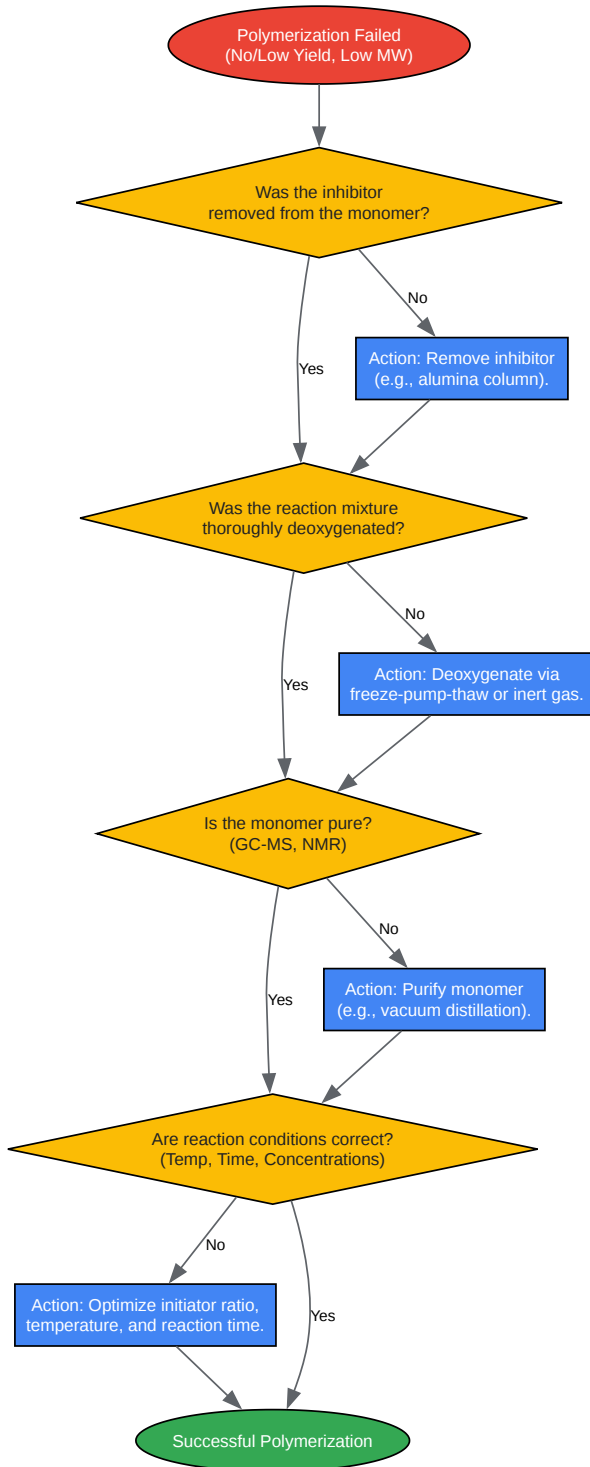 Polymerization Failed
(No/Low Yield, Low MW)
Was the inhibitor
removed from the monomer?
No
Action: Remove inhibitor
(e.g., alumina column).
Yes
Was the reaction mixture
thoroughly deoxygenated?
No
Action: Deoxygenate via
freeze-pump-thaw or inert gas.
Yes
Is the monomer pure?
(GC-MS, NMR)
No
Action: Purify monomer
(e.g., vacuum distillation).
Yes
Are reaction conditions correct?
(Temp, Time, Concentrations)
No
Action: Optimize initiator ratio,
temperature, and reaction time.
Yes
Successful Polymerization